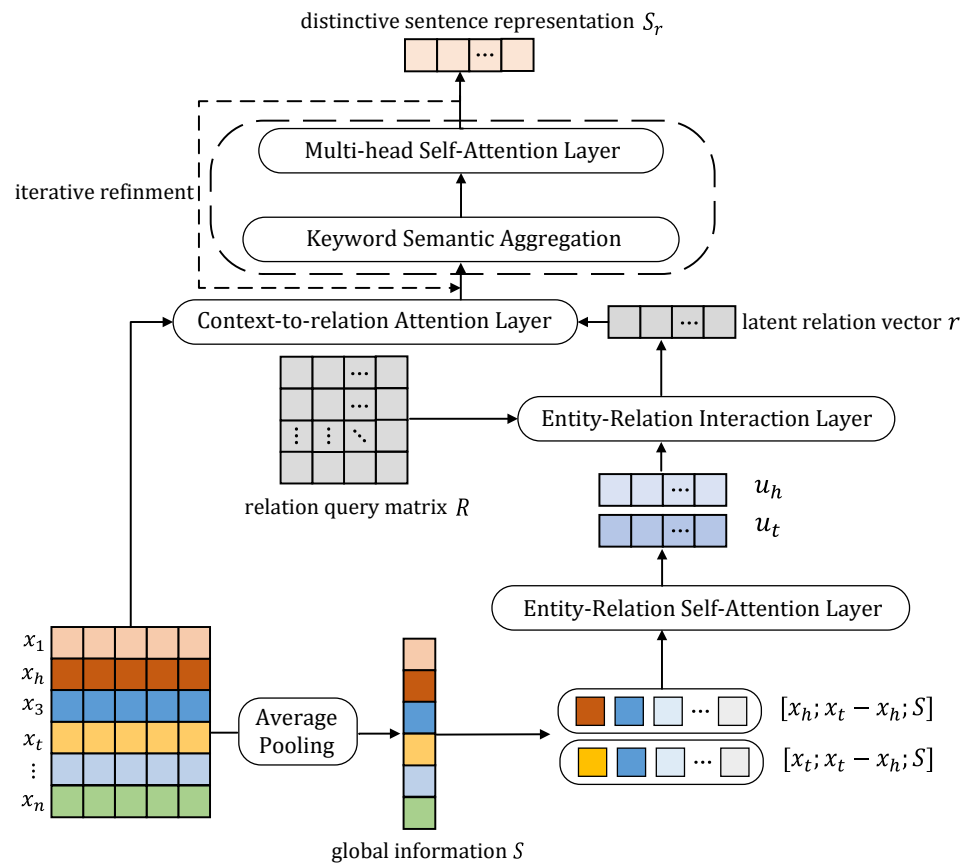 distinctive sentence representation S_r
...
Multi-head Self-Attention Layer
iterative refinment
Keyword Semantic Aggregation
Context-to-relation Attention Layer
...
latent relation vector r
...
...
⋮ ⋮ ⋱
Entity-Relation Interaction Layer
relation query matrix R
... u_h
... u_t
Entity-Relation Self-Attention Layer
x_1
x_h
x_3
x_t
⋮
x_n
Average
Pooling
... [x_h; x_t − x_h; S]
... [x_t; x_t − x_h; S]
global information S